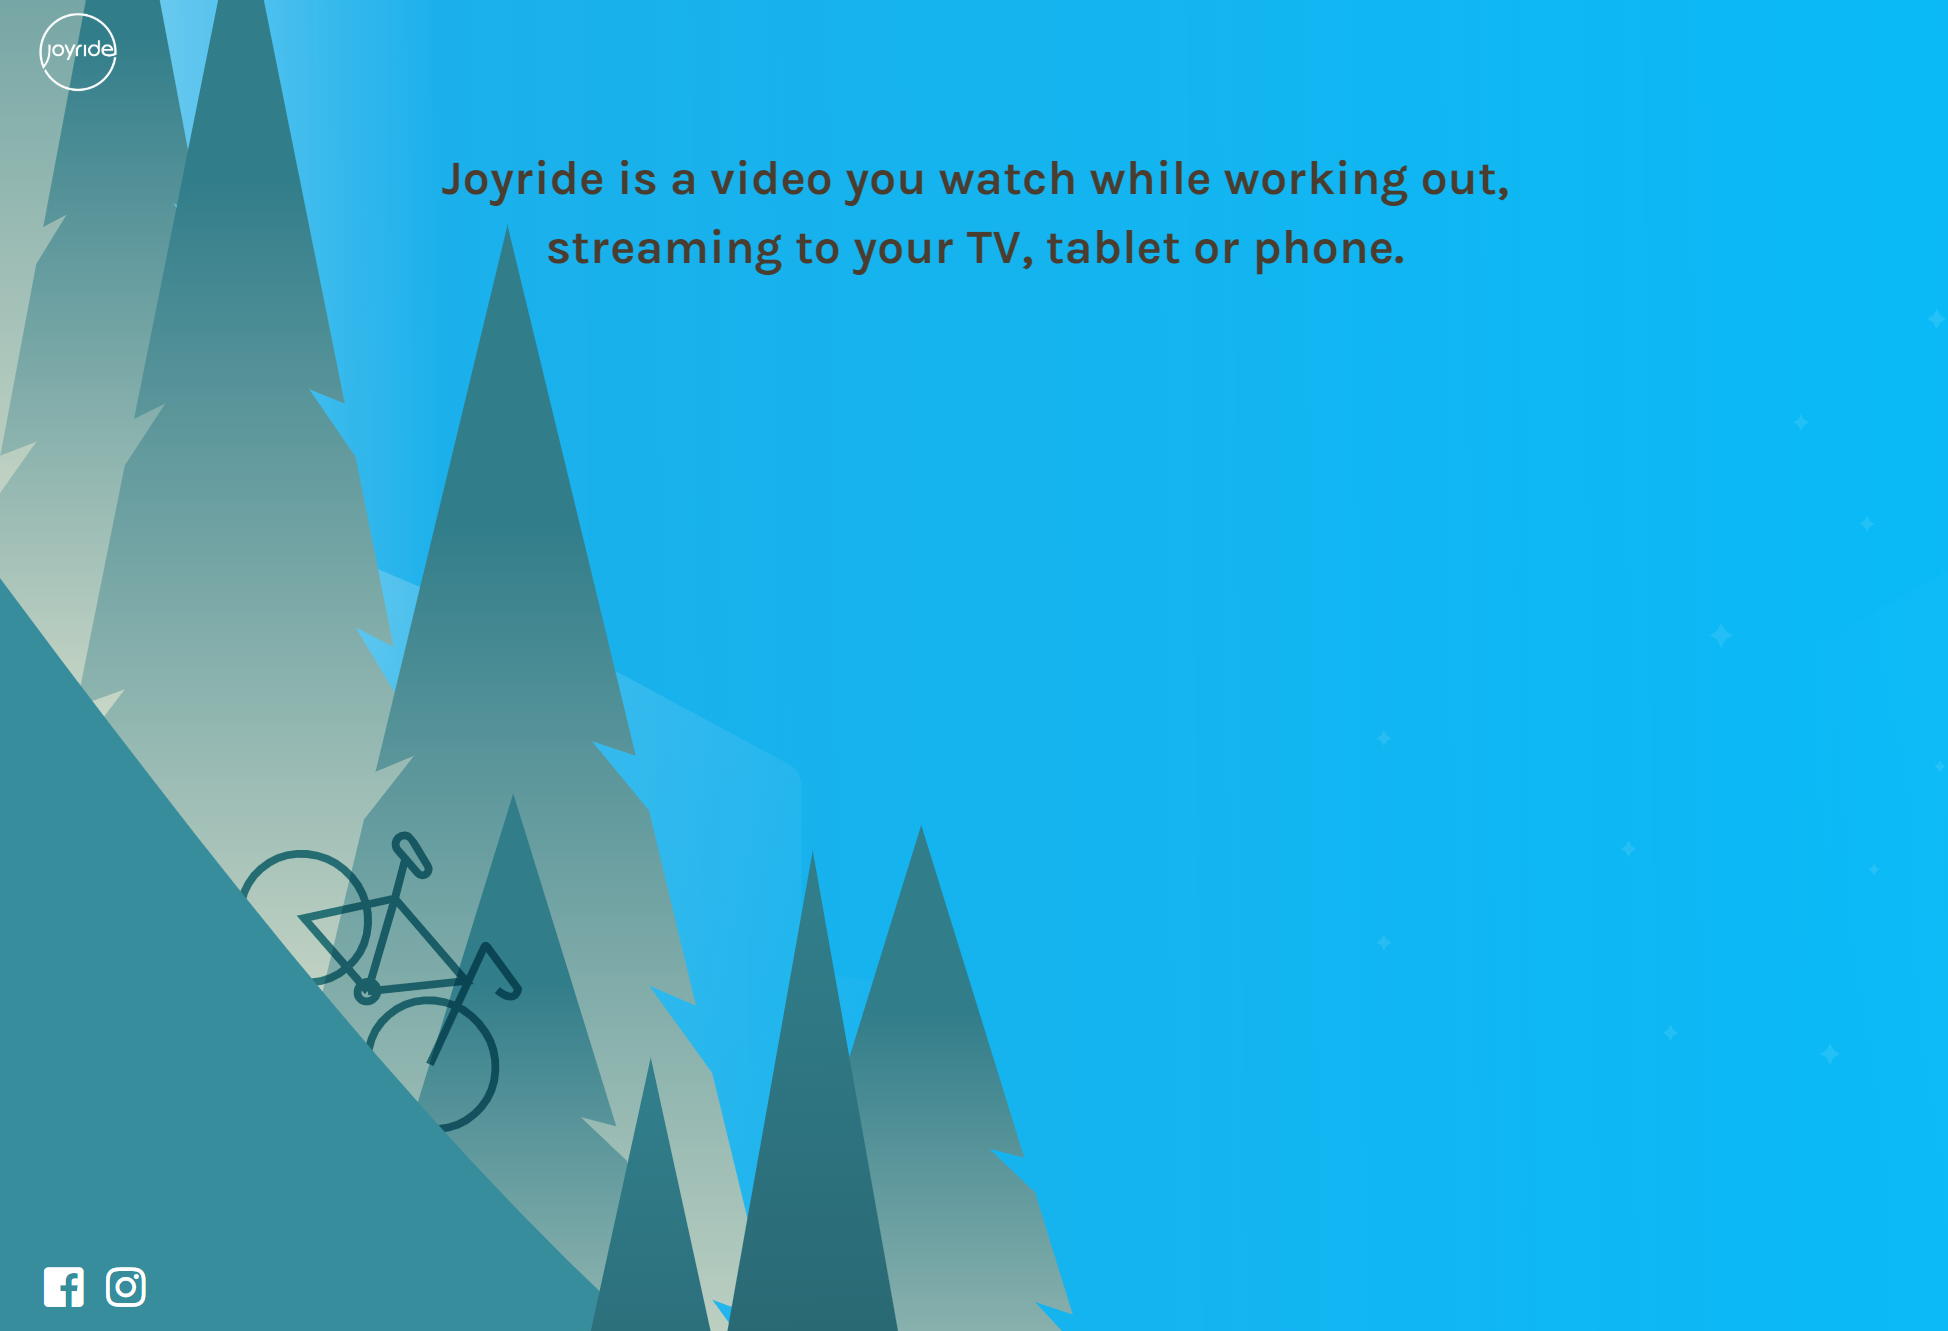 joyride
Joyride is a video you watch while working out,
streaming to your TV, tablet or phone.